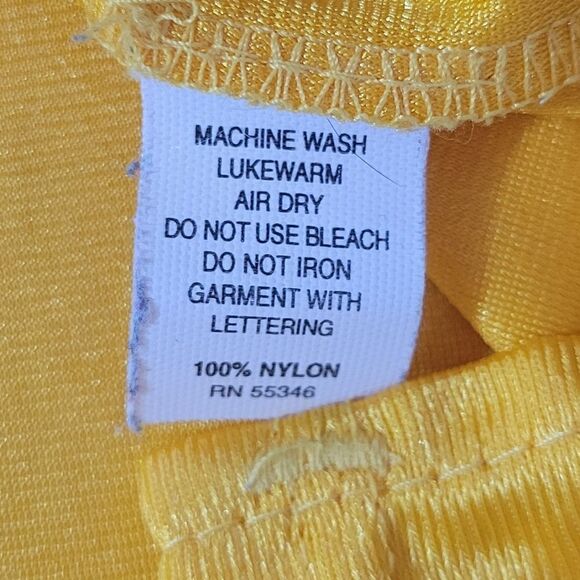 MACHINE WASH
LUKEWARM
AIR DRY
DO NOT USE BLEACH
DO NOT IRON
GARMENT WITH
LETTERING
100% NYLON
RN 55346